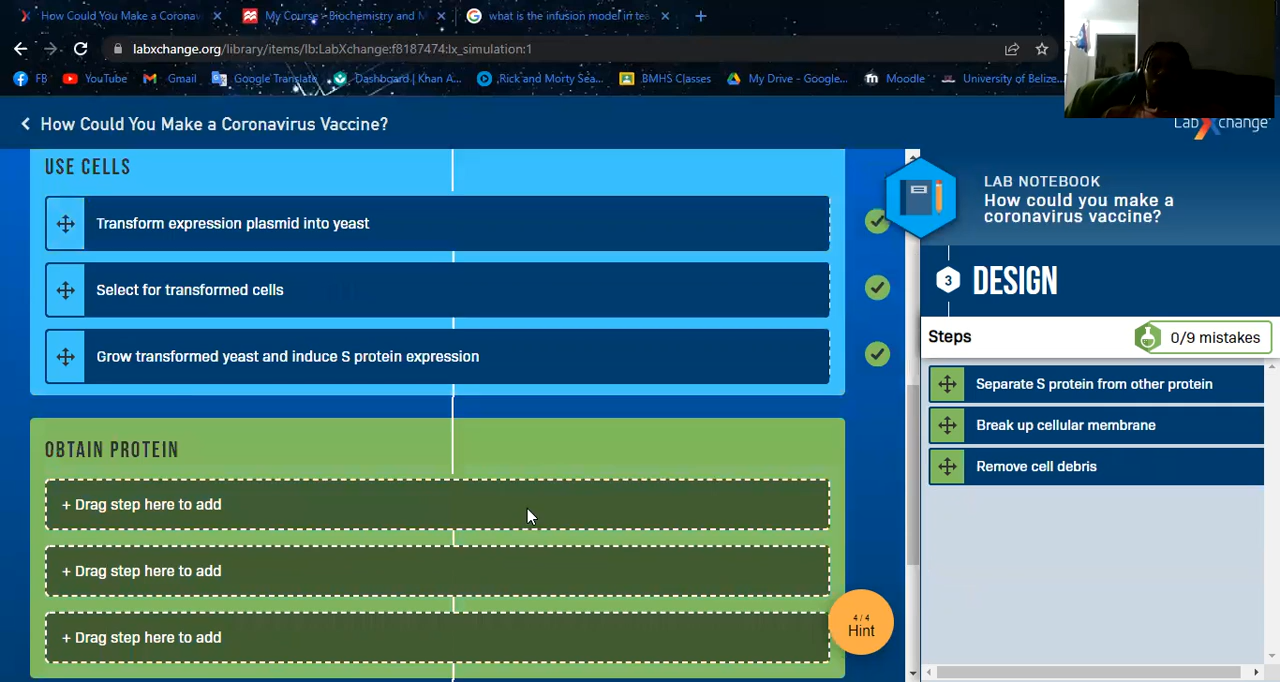 How Could You Make a Coronav
My Course - Biochemistry and M
what is the infusion model in tea
labxchange.org/library/items/lb:LabXchange:f8187474:lx_simulation:1
FB
YouTube
Gmail
Google Translate
Dashboard | Khan A...
,Rick and Morty Sea...
BMHS Classes
My Drive - Google...
Moodle
University of Belize...
How Could You Make a Coronavirus Vaccine?
LabXchange
USE CELLS
Transform expression plasmid into yeast
Select for transformed cells
Grow transformed yeast and induce S protein expression
OBTAIN PROTEIN
+ Drag step here to add
+ Drag step here to add
+ Drag step here to add
4 / 4
Hint
LAB NOTEBOOK
How could you make a
coronavirus vaccine?
3 DESIGN
Steps
0/9 mistakes
Separate S protein from other protein
Break up cellular membrane
Remove cell debris